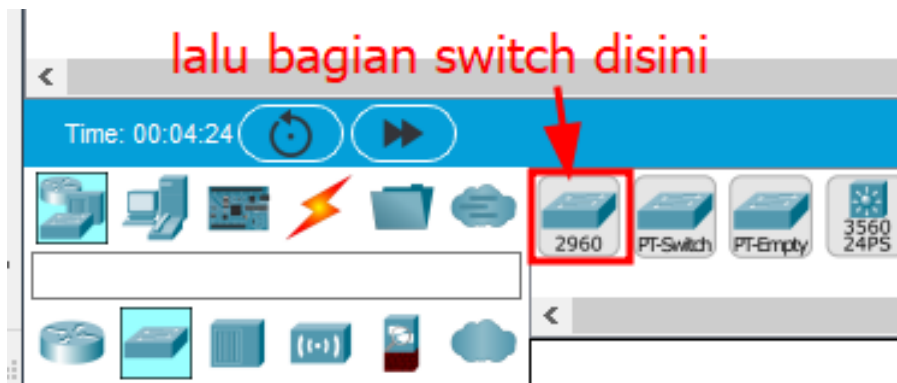 lalu bagian switch disini
Time: 00:04:24
2960
PT-Switch
PT-Empty
3560
24PS